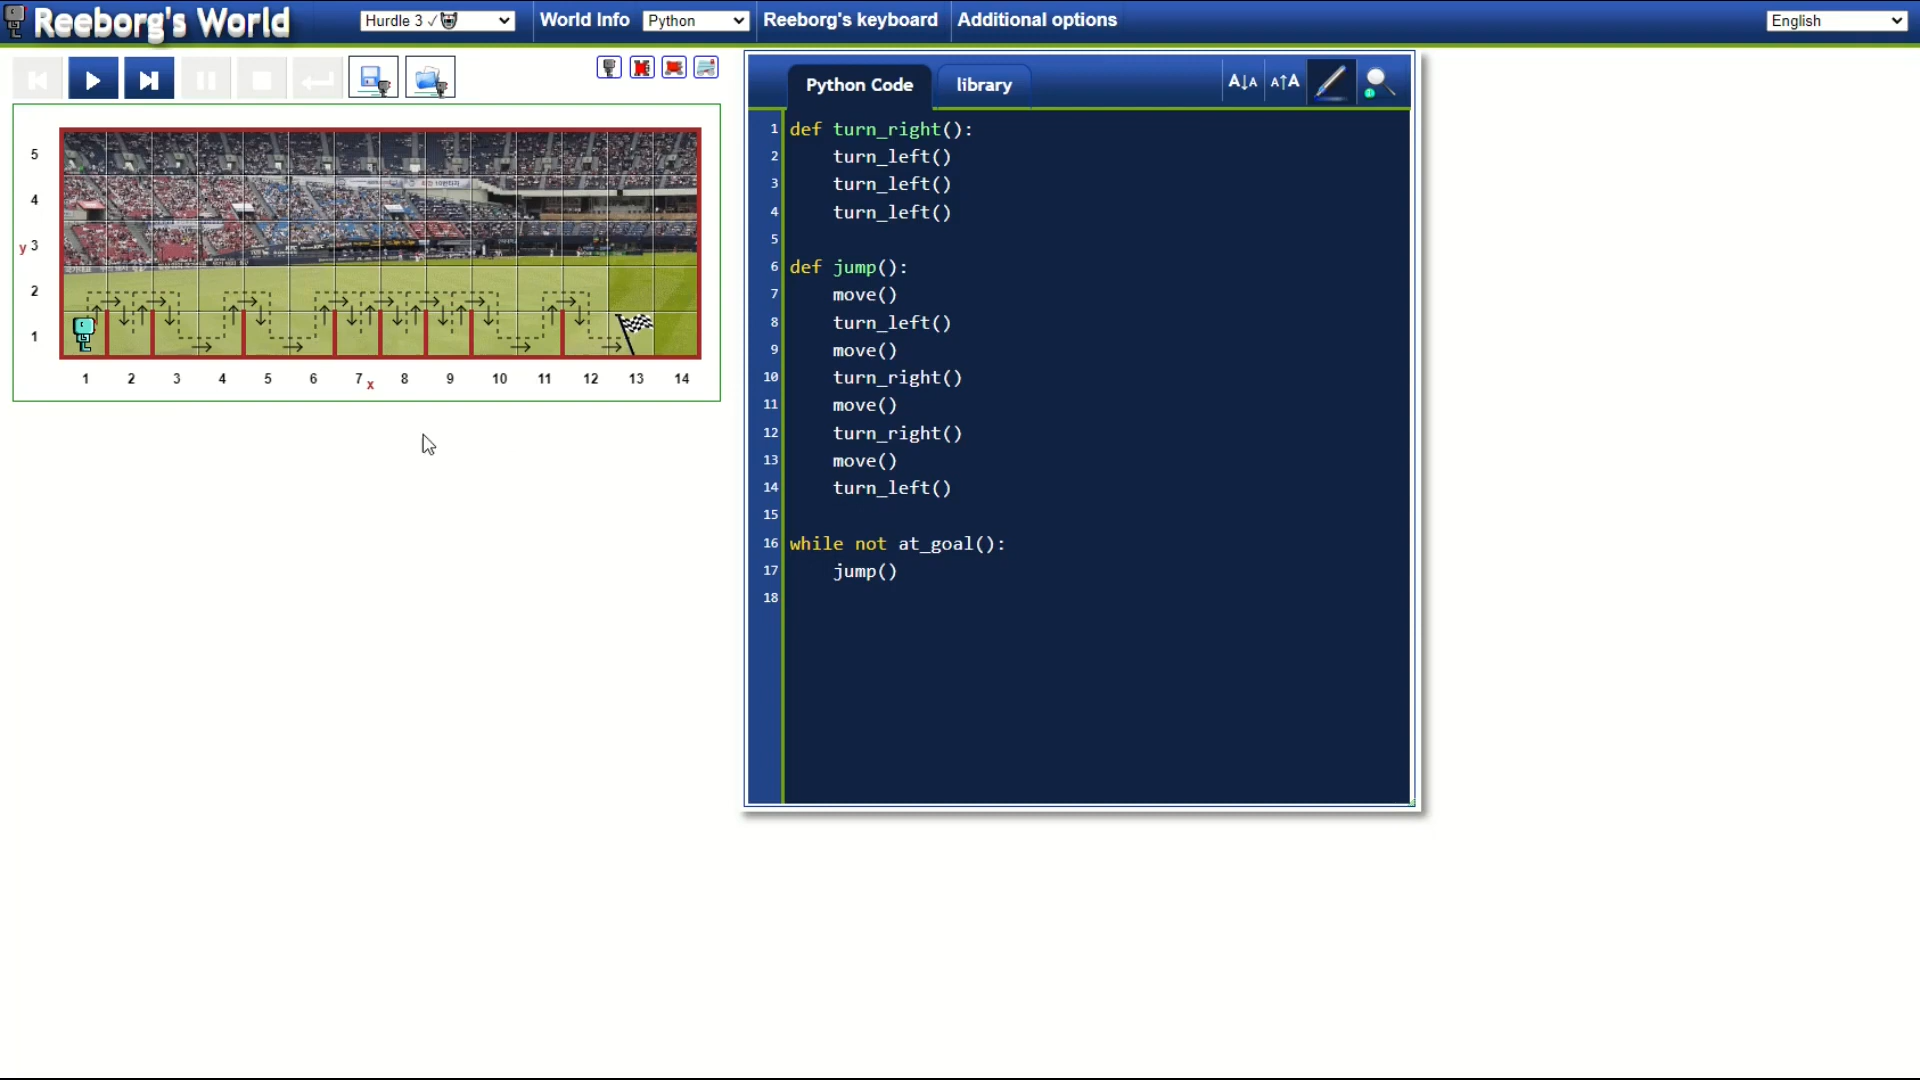 Reeborg's World
Hurdle 3 ✓
World Info
Python
Reeborg's keyboard
Additional options
English
Python Code
library
A↓A
A↑A
1 def turn_right():
2 turn_left()
3 turn_left()
4 turn_left()
5
6 def jump():
7 move()
8 turn_left()
9 move()
10 turn_right()
11 move()
12 turn_right()
13 move()
14 turn_left()
15
16 while not at_goal():
17 jump()
18
5
4
y 3
2
1
1 2 3 4 5 6 7 x 8 9 10 11 12 13 14